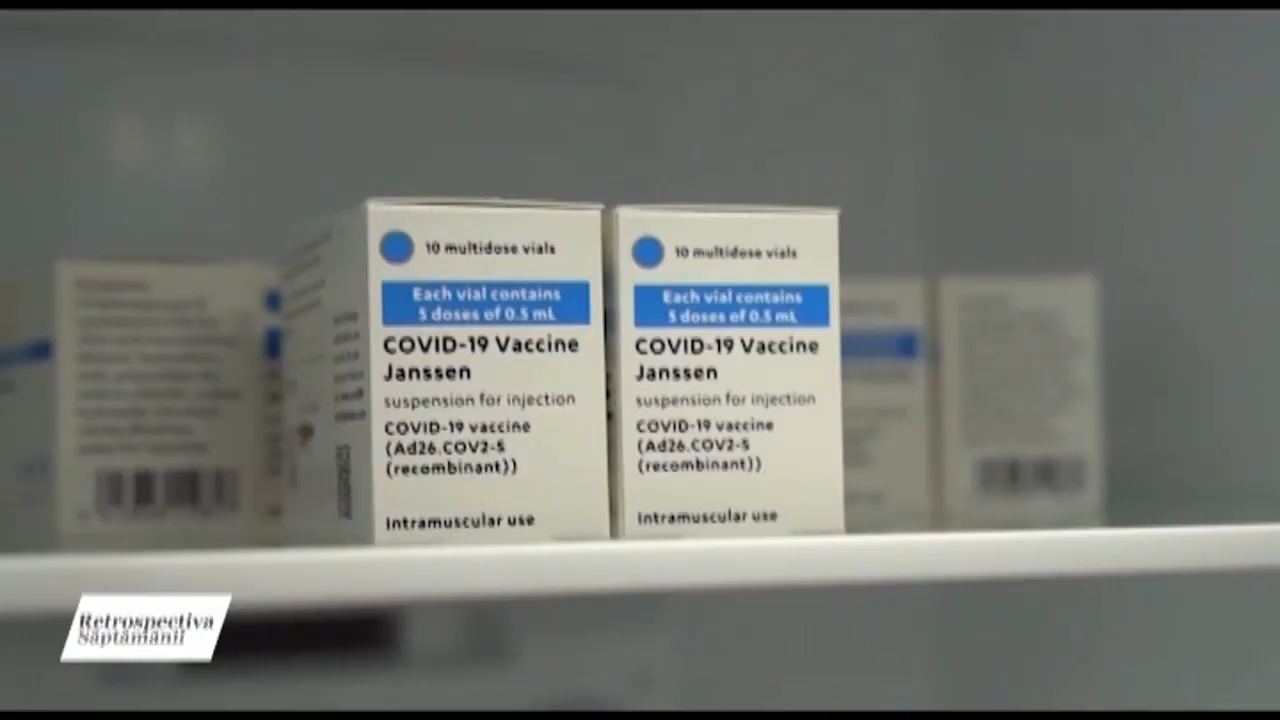 10 multidose vials
Each vial contains
5 doses of 0.5 mL
COVID-19 Vaccine
Janssen
suspension for injection
COVID-19 vaccine
(Ad26.COV2-S
(recombinant))
Intramuscular use
10 multidose vials
Each vial contains
5 doses of 0.5 mL
COVID-19 Vaccine
Janssen
suspension for injection
COVID-19 vaccine
(Ad26.COV2-S
(recombinant))
Intramuscular use
Retrospectiva
Săptămânii